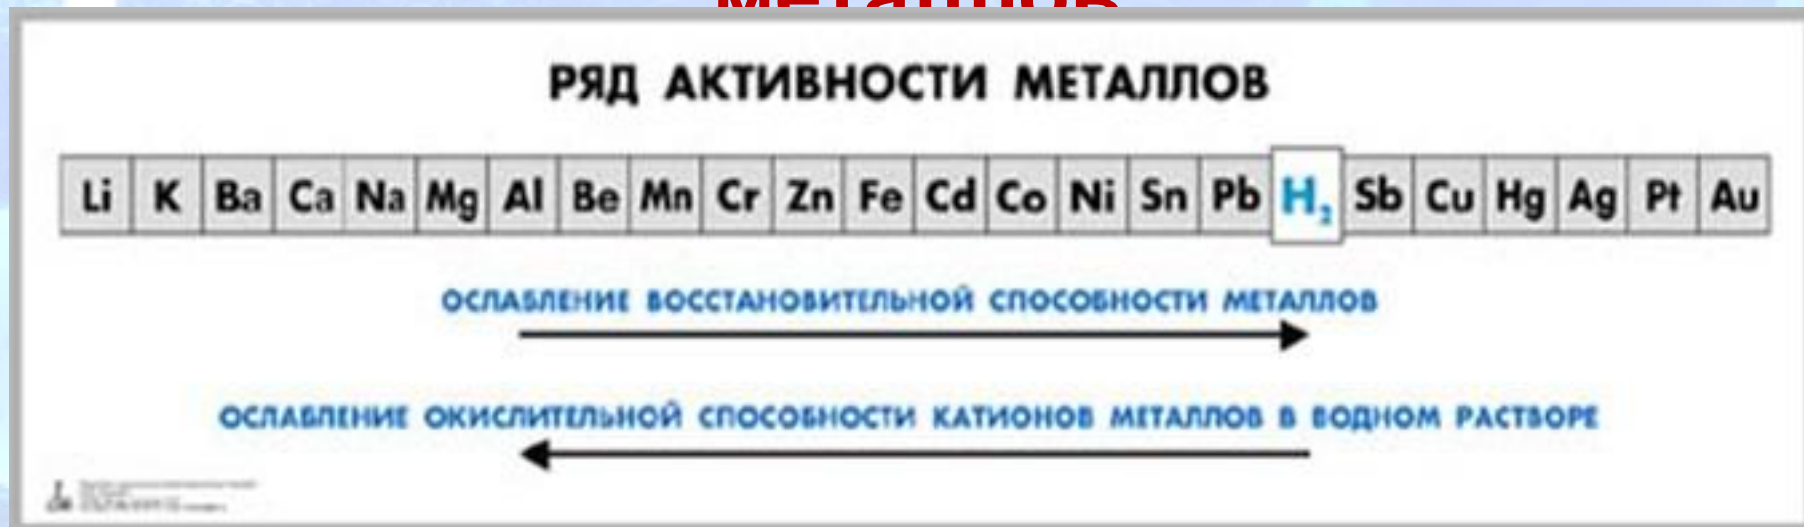 металлов
РЯД АКТИВНОСТИ МЕТАЛЛОВ
Li K Ba Ca Na Mg Al Be Mn Cr Zn Fe Cd Co Ni Sn Pb H₂ Sb Cu Hg Ag Pt Au
ОСЛАБЛЕНИЕ ВОССТАНОВИТЕЛЬНОЙ СПОСОБНОСТИ МЕТАЛЛОВ
ОСЛАБЛЕНИЕ ОКИСЛИТЕЛЬНОЙ СПОСОБНОСТИ КАТИОНОВ МЕТАЛЛОВ В ВОДНОМ РАСТВОРЕ